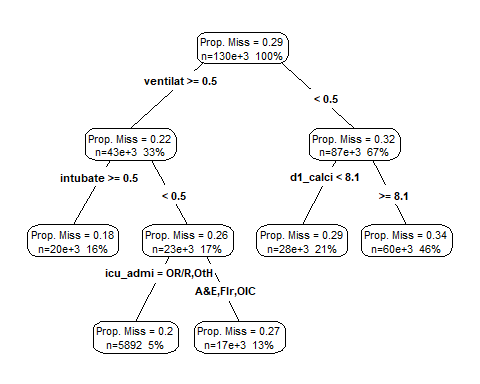 Prop. Miss = 0.29
n=130e+3 100%
ventilat >= 0.5
< 0.5
Prop. Miss = 0.22
n=43e+3 33%
Prop. Miss = 0.32
n=87e+3 67%
intubate >= 0.5
< 0.5
d1_calci < 8.1
>= 8.1
Prop. Miss = 0.18
n=20e+3 16%
Prop. Miss = 0.26
n=23e+3 17%
Prop. Miss = 0.29
n=28e+3 21%
Prop. Miss = 0.34
n=60e+3 46%
icu_admi = OR/R,OtH
A&E,Flr,OIC
Prop. Miss = 0.2
n=5892 5%
Prop. Miss = 0.27
n=17e+3 13%